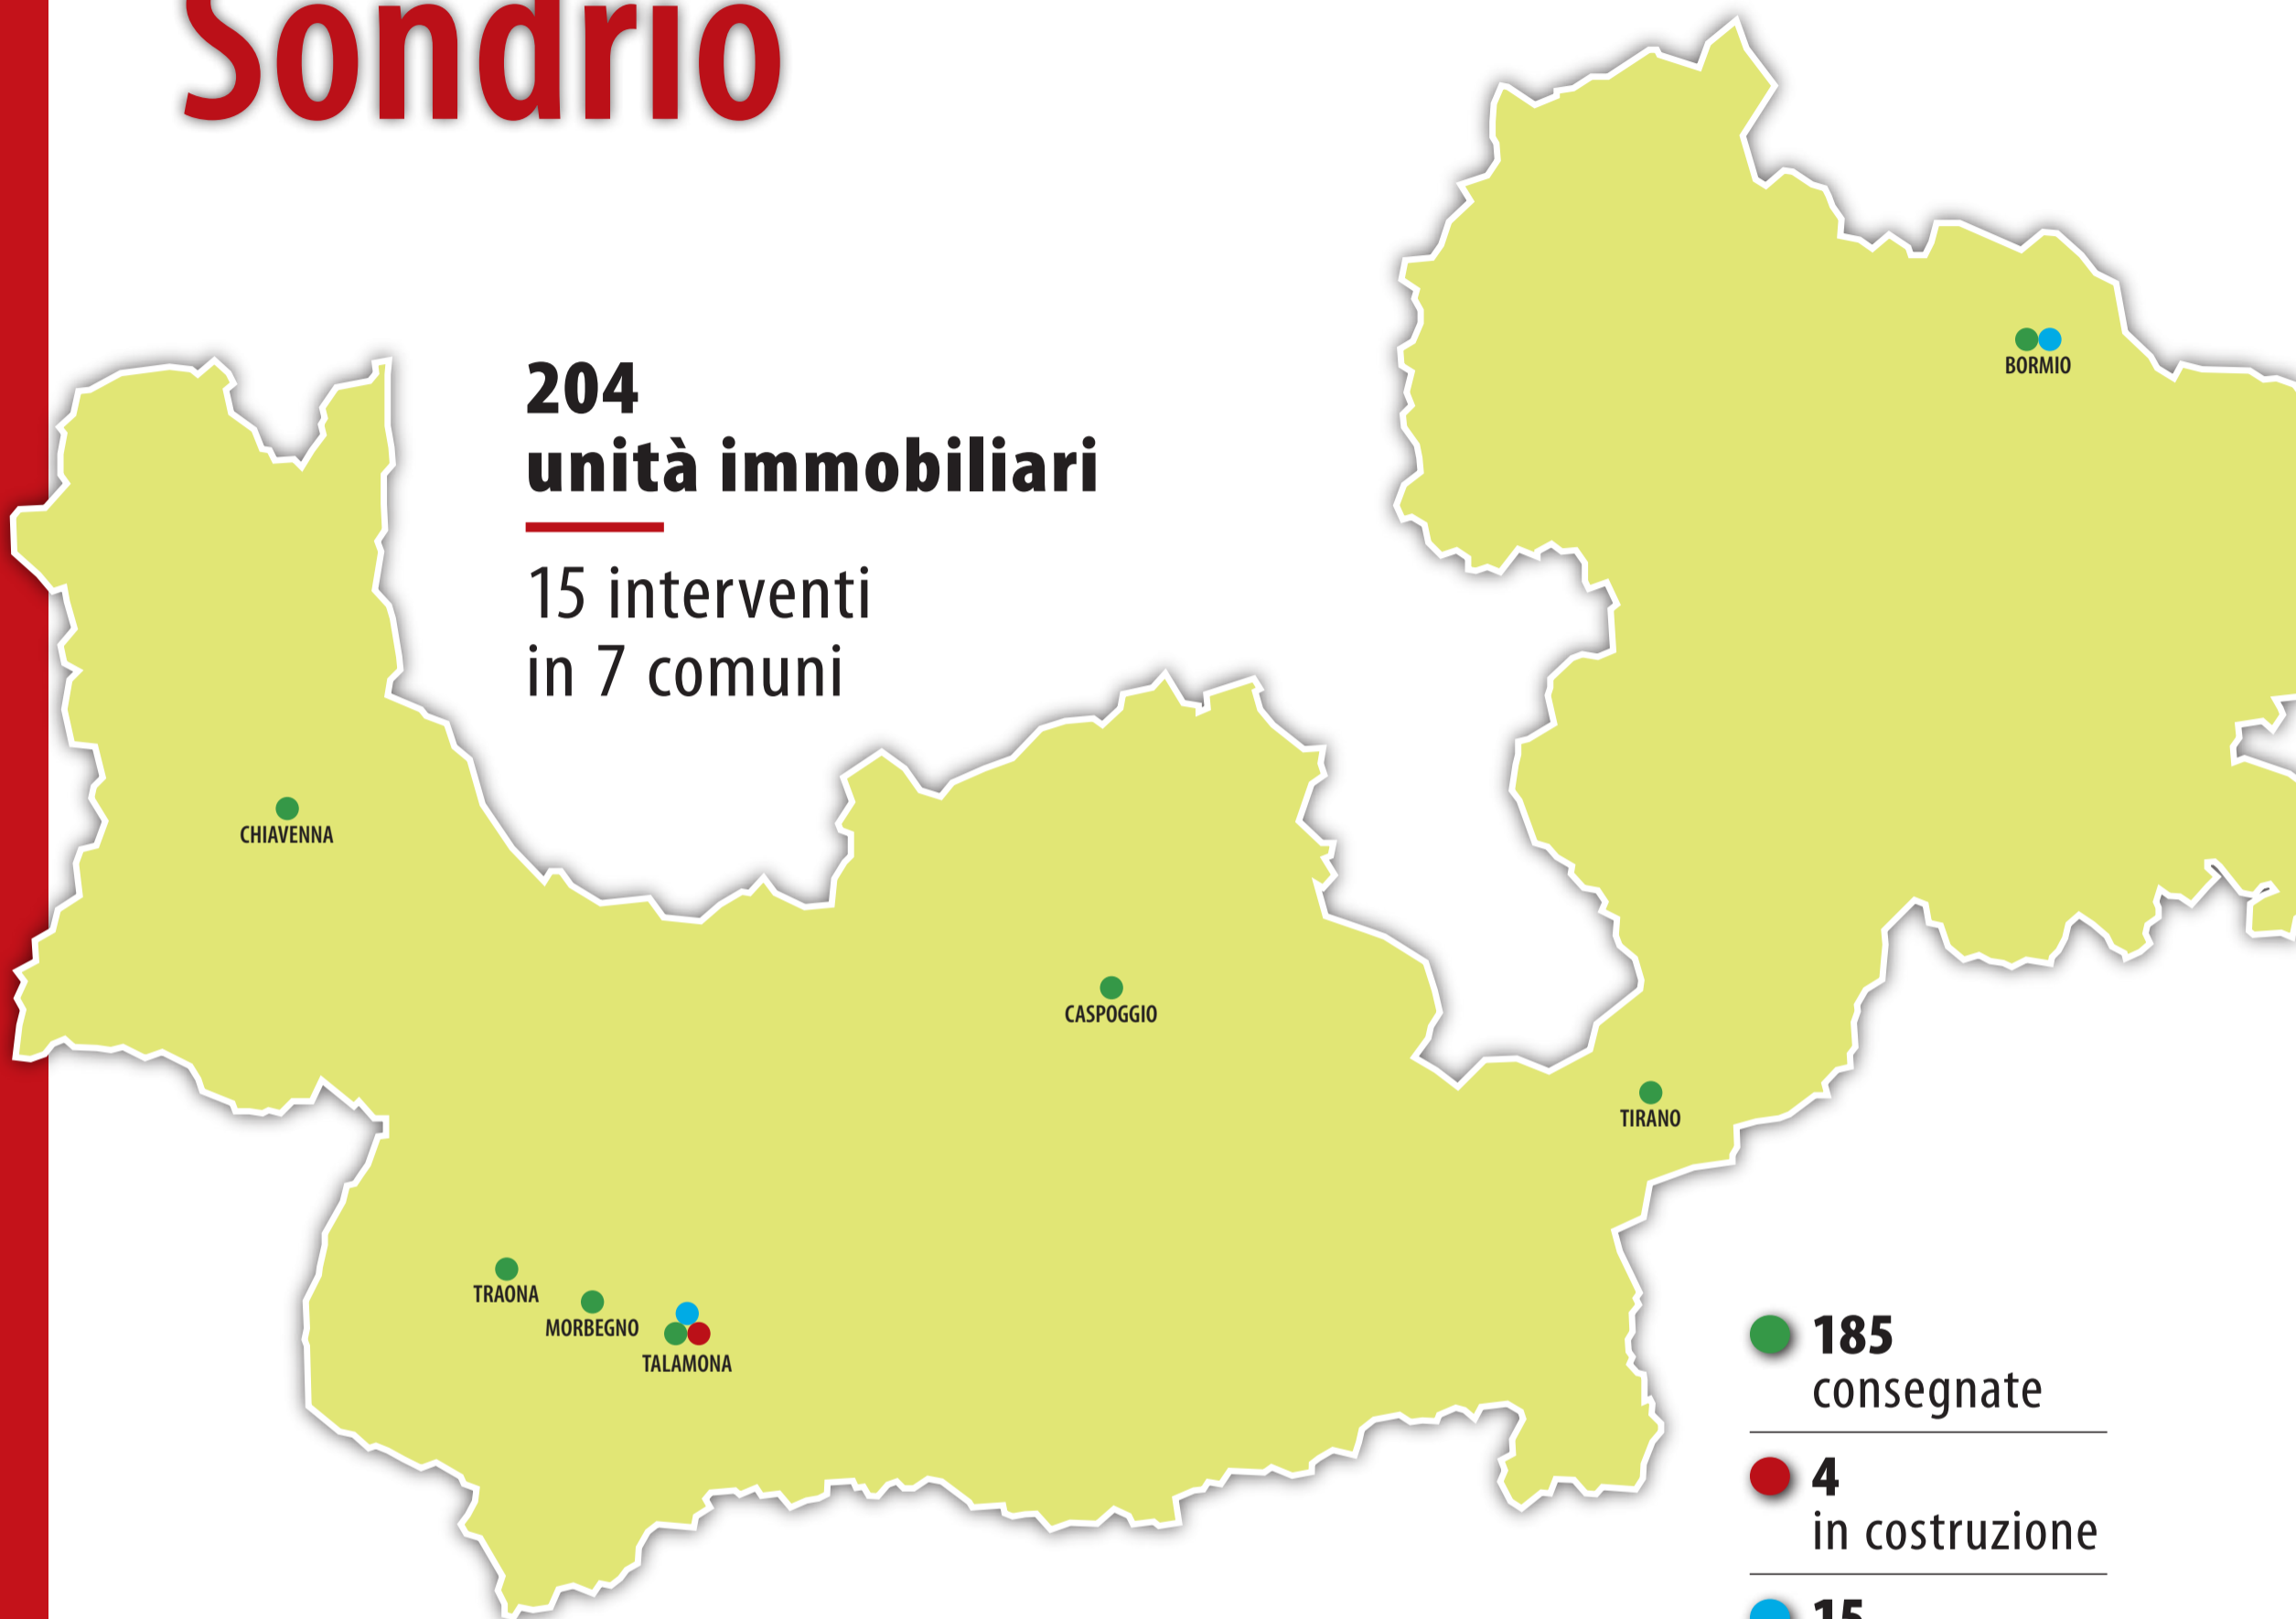 Sondrio
204
unità immobiliari
15 interventi
in 7 comuni
BORMIO
CHIAVENNA
CASPOGGIO
TIRANO
TRAONA
MORBEGNO
TALAMONA
185
consegnate
4
in costruzione
15